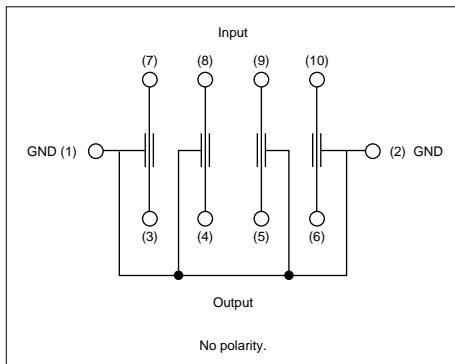 Input
(7) (8) (9) (10)
GND (1) (2) GND
(3) (4) (5) (6)
Output
No polarity.